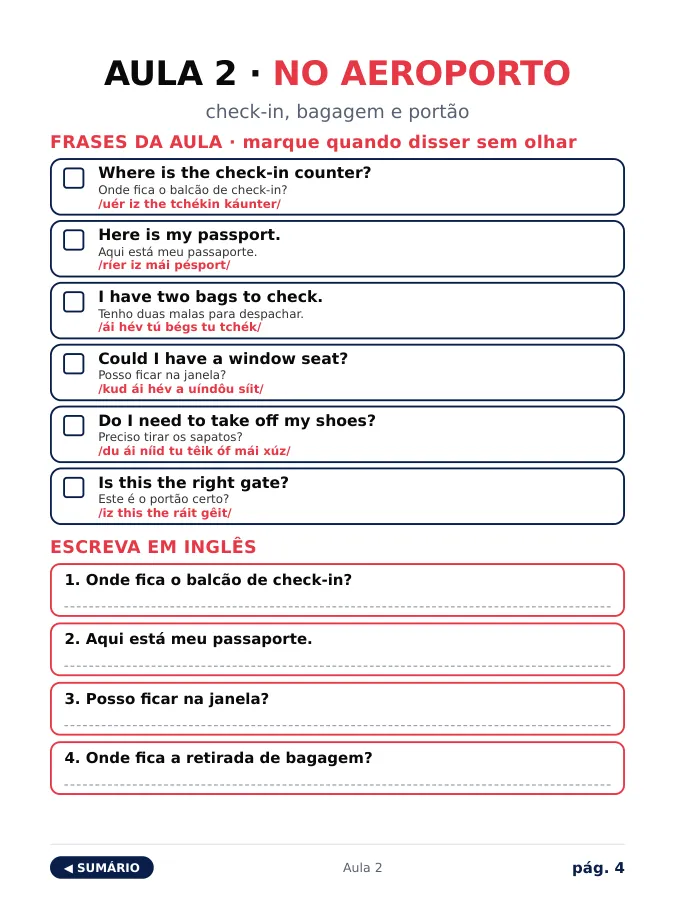 AULA 2 · NO AEROPORTO
check-in, bagagem e portão
FRASES DA AULA · marque quando disser sem olhar
Where is the check-in counter?
Onde fica o balcão de check-in?
/uér iz the tchékin káunter/
Here is my passport.
Aqui está meu passaporte.
/ríer iz mái pésport/
I have two bags to check.
Tenho duas malas para despachar.
/ái hév tú bégs tu tchék/
Could I have a window seat?
Posso ficar na janela?
/kud ái hév a uíndôu síit/
Do I need to take off my shoes?
Preciso tirar os sapatos?
/du ái níid tu têik óf mái xúz/
Is this the right gate?
Este é o portão certo?
/iz this the ráit gêit/
ESCREVA EM INGLÊS
1. Onde fica o balcão de check-in?
2. Aqui está meu passaporte.
3. Posso ficar na janela?
4. Onde fica a retirada de bagagem?
◀ SUMÁRIO
Aula 2
pág. 4